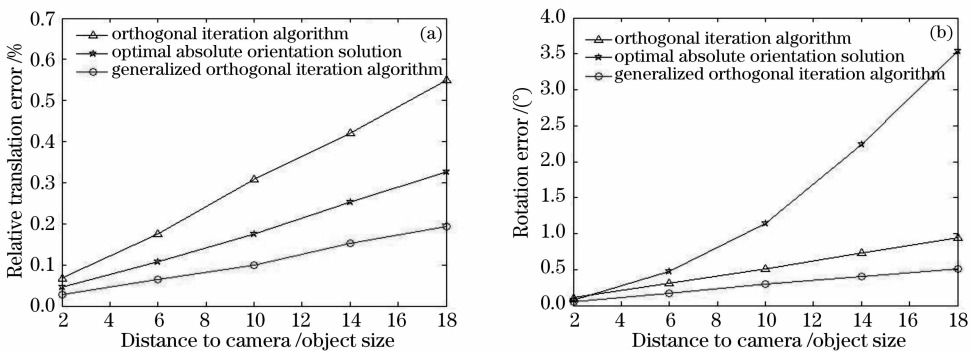 (a)
orthogonal iteration algorithm
optimal absolute orientation solution
generalized orthogonal iteration algorithm
Relative translation error /%
0.7
0.6
0.5
0.4
0.3
0.2
0.1
0.0
2 4 6 8 10 12 14 16 18
Distance to camera /object size
(b)
orthogonal iteration algorithm
optimal absolute orientation solution
generalized orthogonal iteration algorithm
Rotation error /(°)
4.0
3.5
3.0
2.5
2.0
1.5
1.0
0.5
0.0
2 4 6 8 10 12 14 16 18
Distance to camera /object size